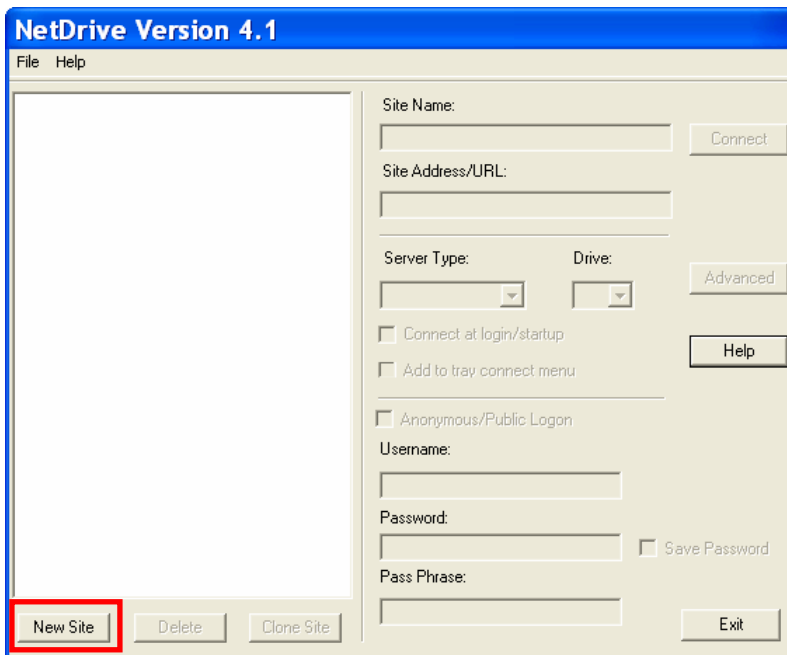 NetDrive Version 4.1
File Help
Site Name:
Connect
Site Address/URL:
Server Type: Drive:
Advanced
Connect at login/startup
Help
Add to tray connect menu
Anonymous/Public Logon
Username:
Password:
Save Password
Pass Phrase:
New Site Delete Clone Site Exit